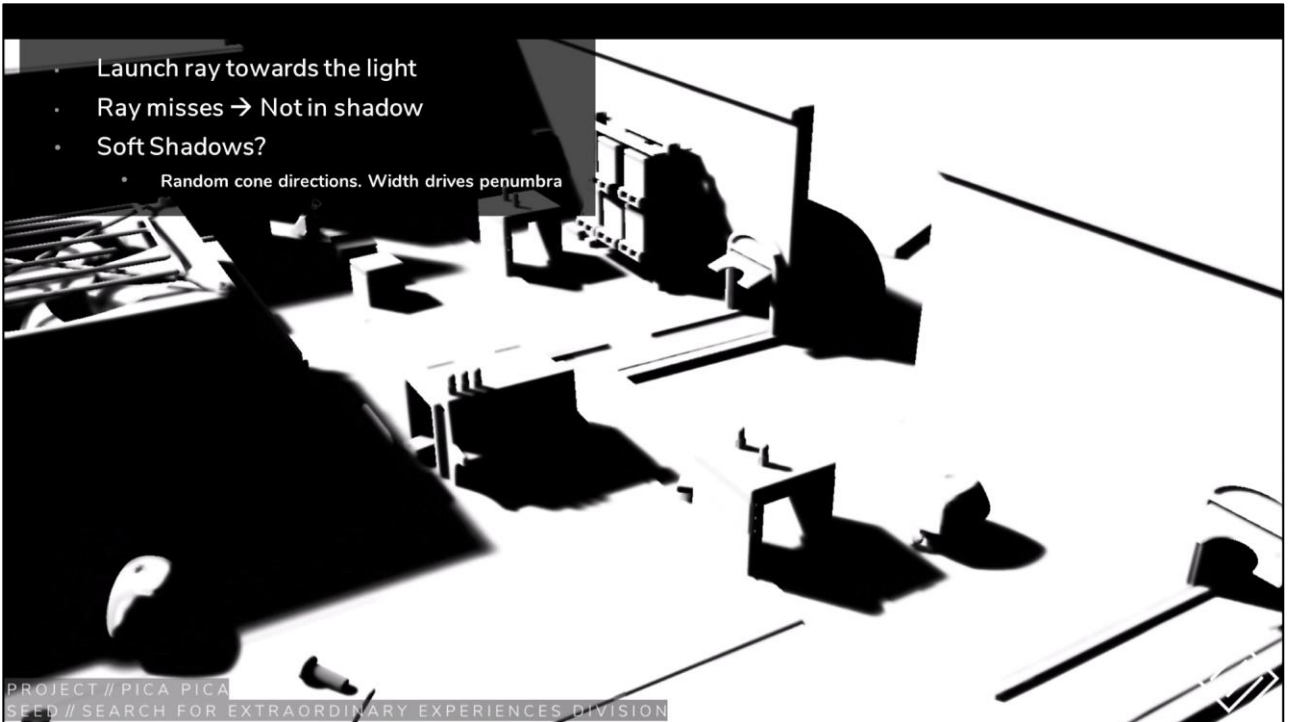 Launch ray towards the light
Ray misses → Not in shadow
Soft Shadows?
Random cone directions. Width drives penumbra
PROJECT // PICA PICA
SEED // SEARCH FOR EXTRAORDINARY EXPERIENCES DIVISION